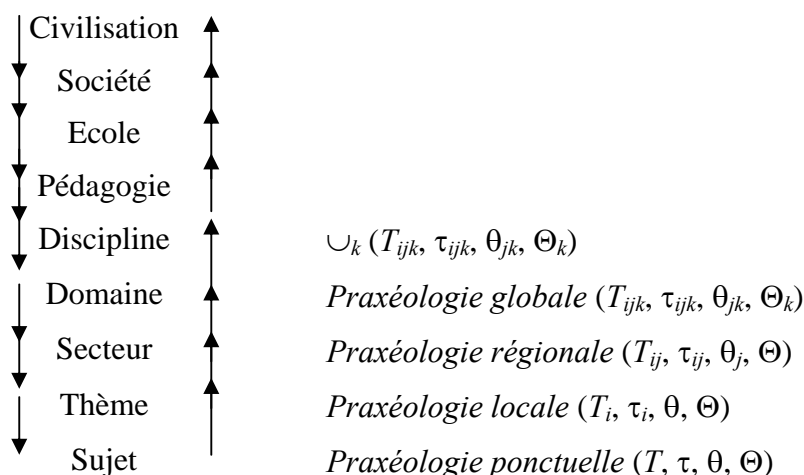 Civilisation
Société
Ecole
Pédagogie
Discipline ∪k (Tijk, τijk, θjk, Θk)
Domaine Praxéologie globale (Tijk, τijk, θjk, Θk)
Secteur Praxéologie régionale (Tij, τij, θj, Θ)
Thème Praxéologie locale (Ti, τi, θ, Θ)
Sujet Praxéologie ponctuelle (T, τ, θ, Θ)